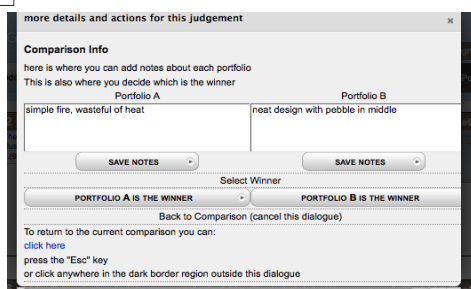 more details and actions for this judgement
Comparison Info
here is where you can add notes about each portfolio
This is also where you decide which is the winner
Portfolio A Portfolio B
simple fire, wasteful of heat neat design with pebble in middle
SAVE NOTES SAVE NOTES
Select Winner
PORTFOLIO A IS THE WINNER PORTFOLIO B IS THE WINNER
Back to Comparison (cancel this dialogue)
To return to the current comparison you can:
click here
press the "Esc" key
or click anywhere in the dark border region outside this dialogue